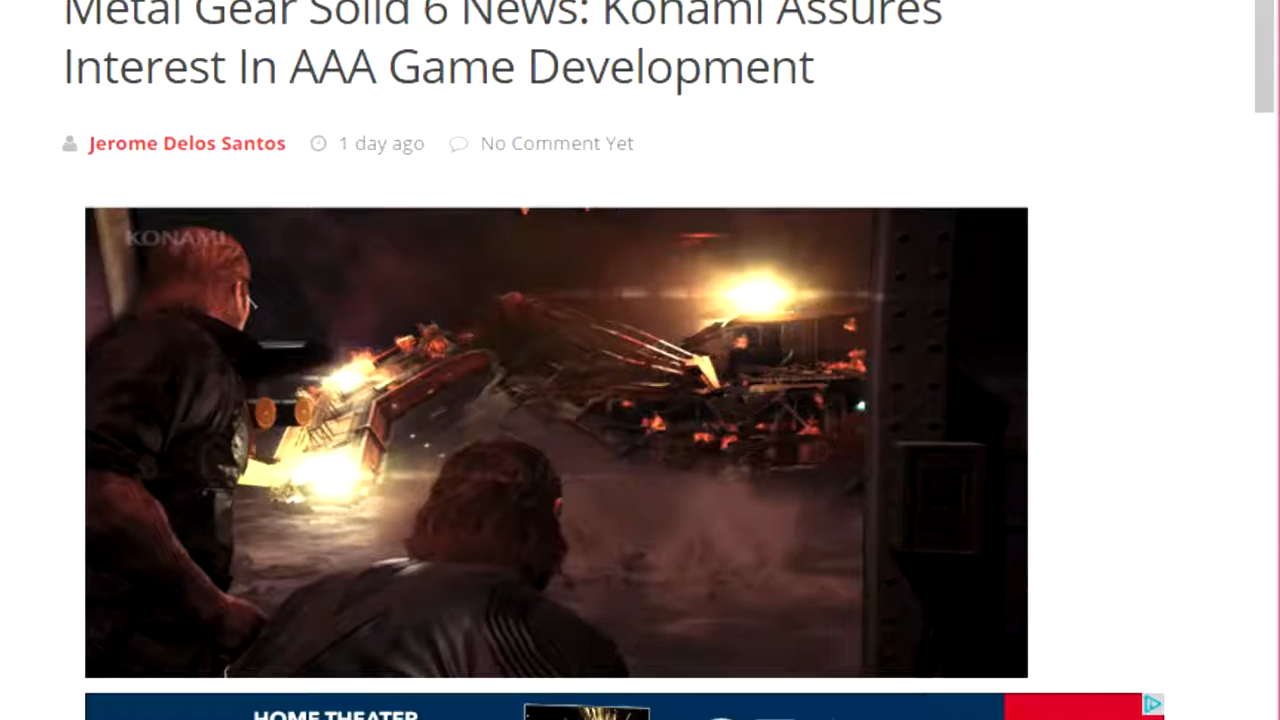 Metal Gear Solid 6 News: Konami Assures
Interest In AAA Game Development
Jerome Delos Santos 1 day ago No Comment Yet
KONAMI
HOME THEATER